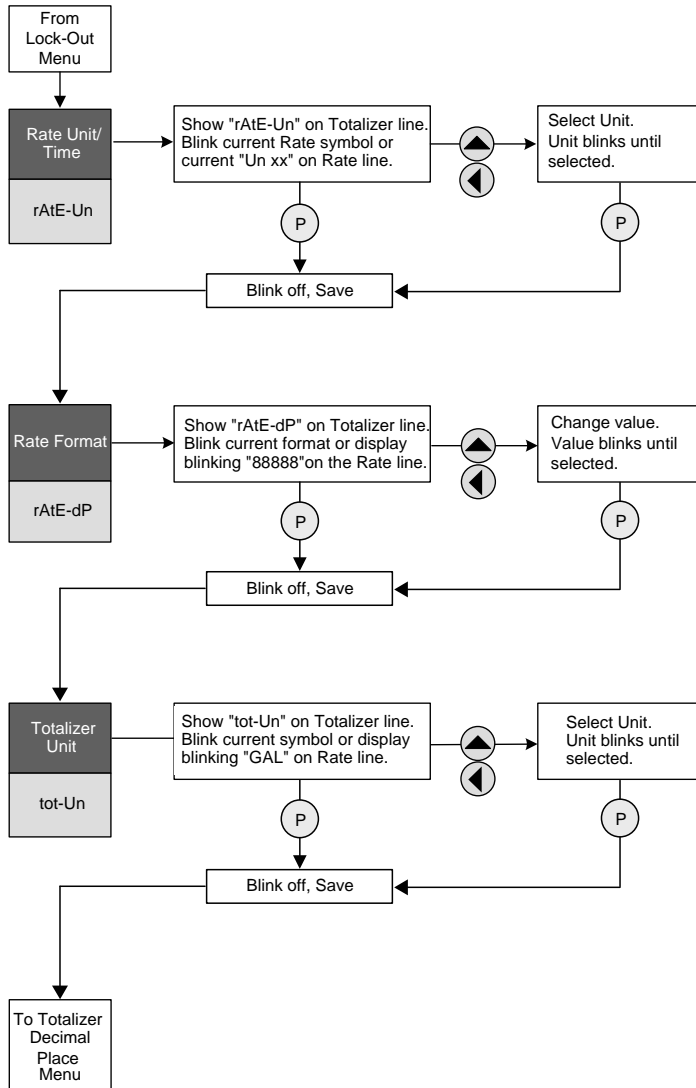 From
Lock-Out
Menu
Rate Unit/
Time
rAtE-Un
Show "rAtE-Un" on Totalizer line.
Blink current Rate symbol or
current "Un xx" on Rate line.
Select Unit.
Unit blinks until
selected.
P
P
Blink off, Save
Rate Format
rAtE-dP
Show "rAtE-dP" on Totalizer line.
Blink current format or display
blinking "88888"on the Rate line.
Change value.
Value blinks until
selected.
P
P
Blink off, Save
Totalizer
Unit
tot-Un
Show "tot-Un" on Totalizer line.
Blink current symbol or display
blinking "GAL" on Rate line.
Select Unit.
Unit blinks until
selected.
P
P
Blink off, Save
To Totalizer
Decimal
Place
Menu